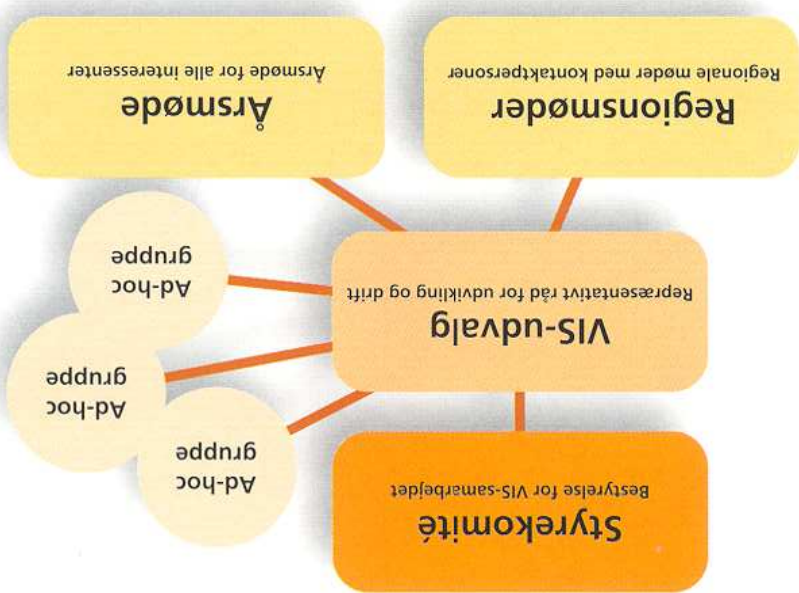 Styrekomité
Bestyrelse for VIS-samarbejdet
Ad-hoc
gruppe
Ad-hoc
gruppe
Ad-hoc
gruppe
VIS-udvalg
Repræsentativt råd for udvikling og drift
Regionsmøder
Regionale møder med kontaktpersoner
Årsmøde
Årsmøde for alle interessenter